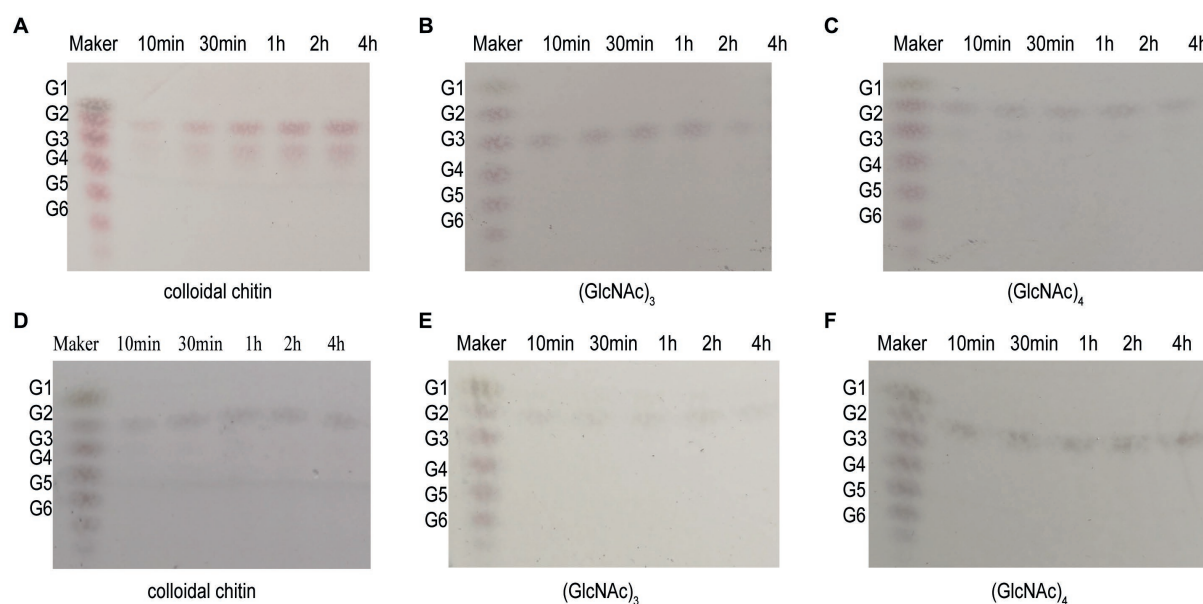 A
Maker 10min 30min 1h 2h 4h
G1
G2
G3
G4
G5
G6
colloidal chitin
B
Maker 10min 30min 1h 2h 4h
G1
G2
G3
G4
G5
G6
(GlcNAc)3
C
Maker 10min 30min 1h 2h 4h
G1
G2
G3
G4
G5
G6
(GlcNAc)4
D
Maker 10min 30min 1h 2h 4h
G1
G2
G3
G4
G5
G6
colloidal chitin
E
Maker 10min 30min 1h 2h 4h
G1
G2
G3
G4
G5
G6
(GlcNAc)3
F
Maker 10min 30min 1h 2h 4h
G1
G2
G3
G4
G5
G6
(GlcNAc)4